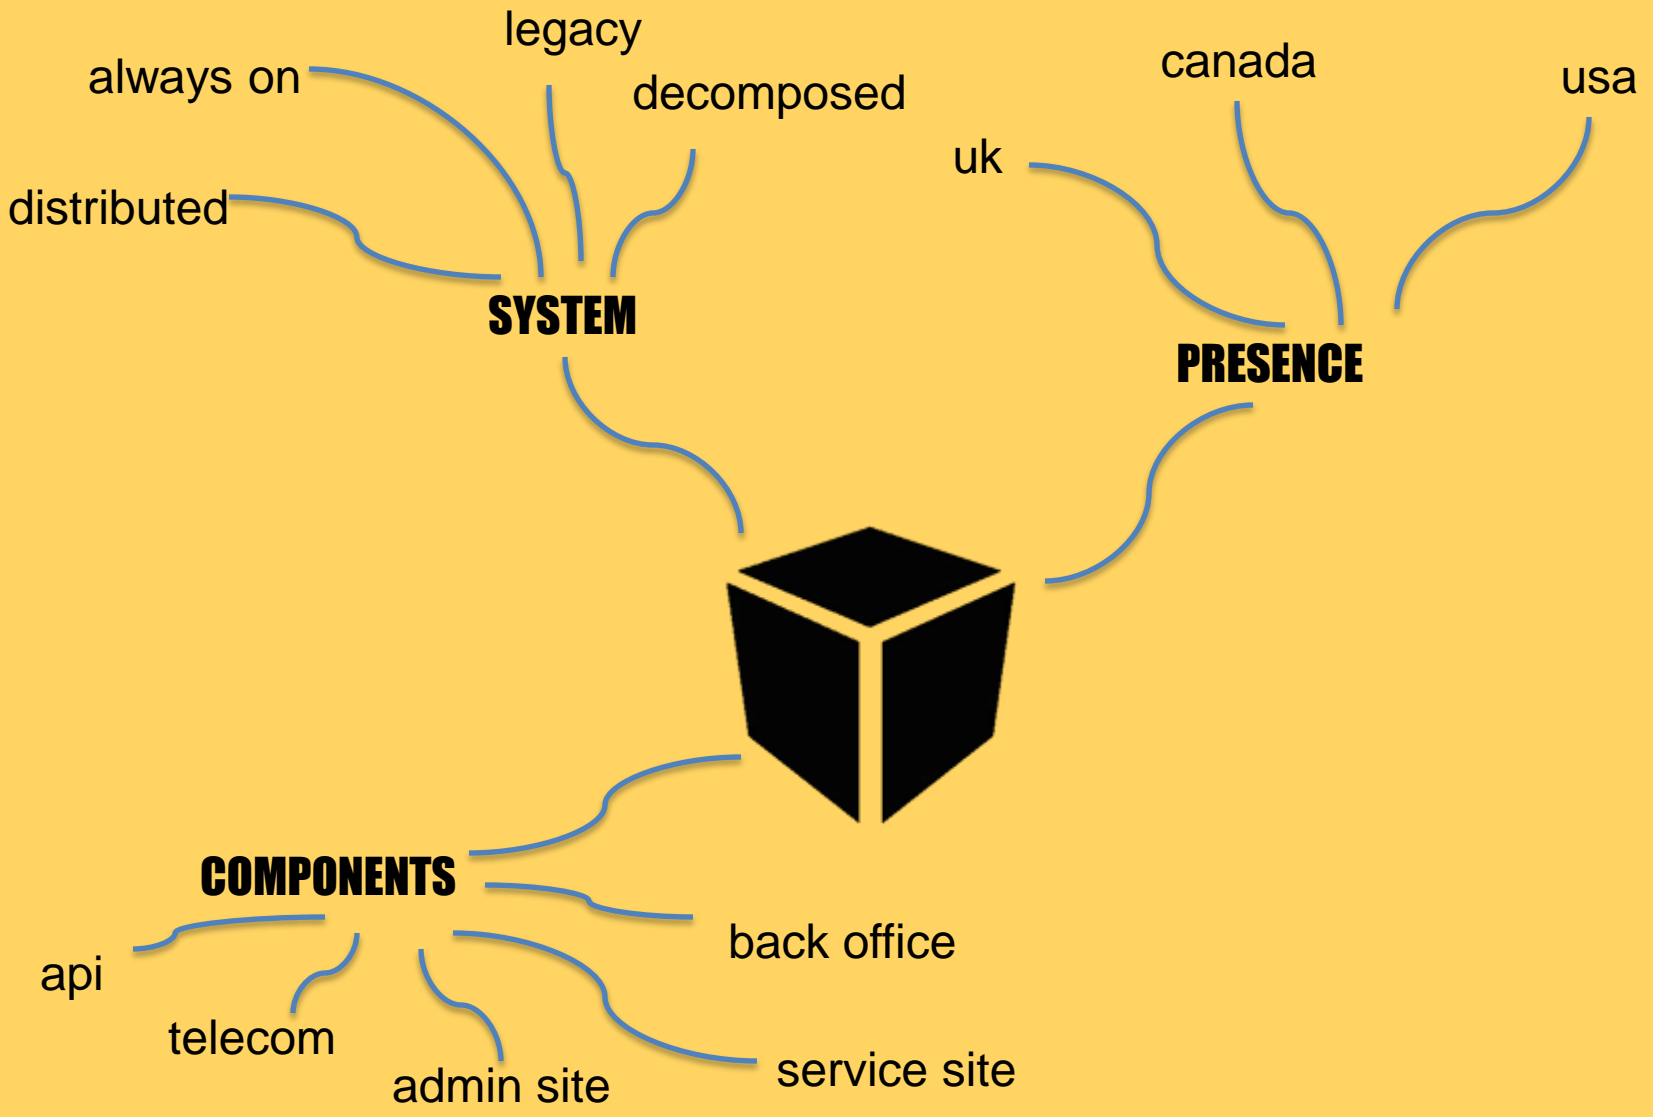 legacy
always on
decomposed
distributed
SYSTEM
canada
usa
uk
PRESENCE
COMPONENTS
back office
api
telecom
admin site
service site